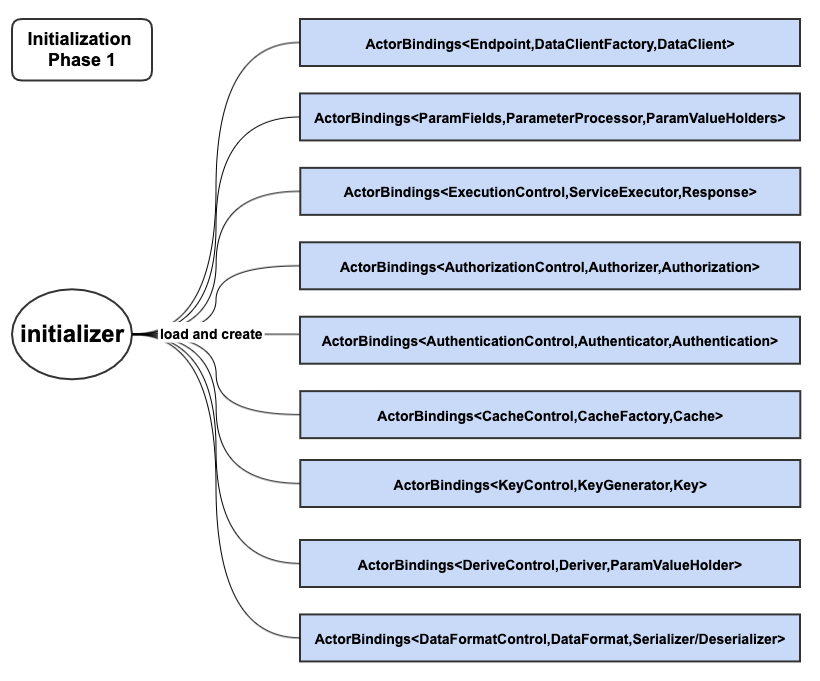 Initialization
Phase 1
ActorBindings<Endpoint,DataClientFactory,DataClient>
ActorBindings<ParamFields,ParameterProcessor,ParamValueHolders>
ActorBindings<ExecutionControl,ServiceExecutor,Response>
ActorBindings<AuthorizationControl,Authorizer,Authorization>
initializer
load and create
ActorBindings<AuthenticationControl,Authenticator,Authentication>
ActorBindings<CacheControl,CacheFactory,Cache>
ActorBindings<KeyControl,KeyGenerator,Key>
ActorBindings<DeriveControl,Deriver,ParamValueHolder>
ActorBindings<DataFormatControl,DataFormat,Serializer/Deserializer>